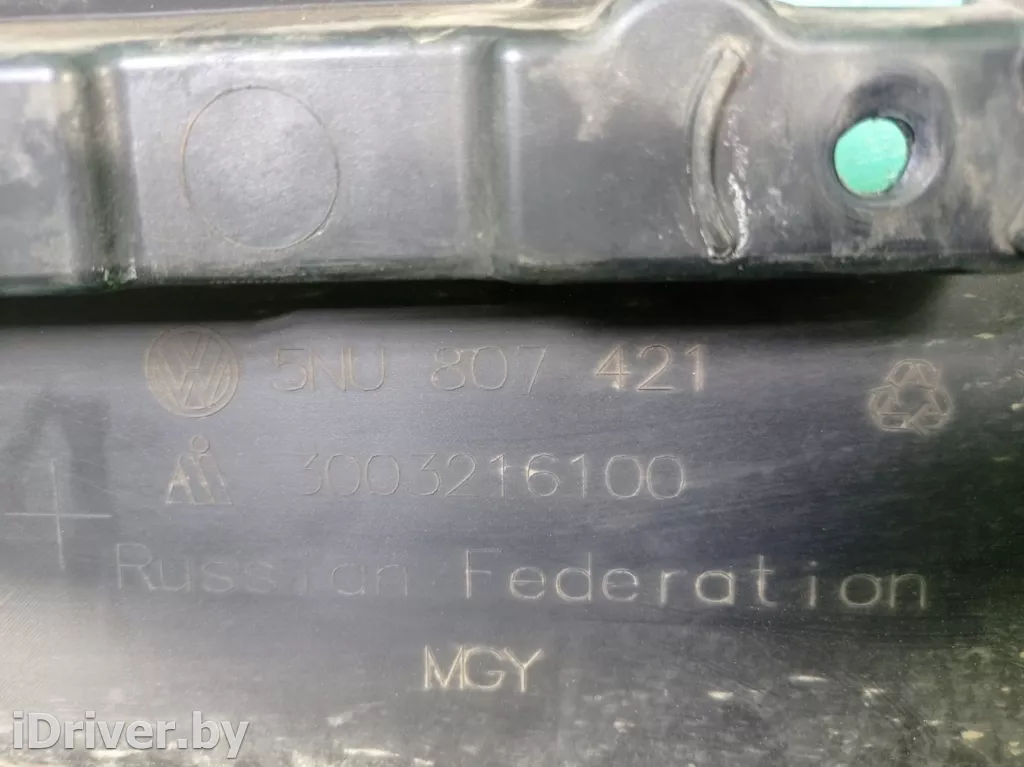 5NU 807 421
3003216100
Russian Federation
MGY
iDriver.by